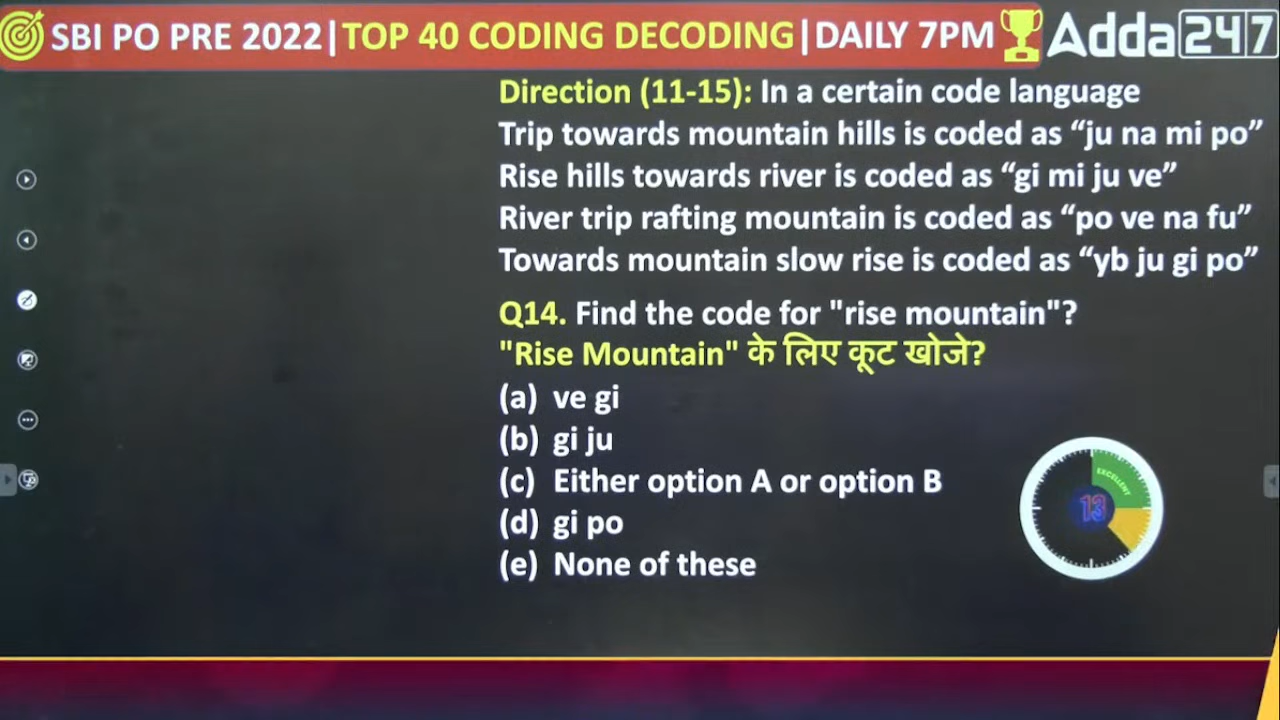 SBI PO PRE 2022|TOP 40 CODING DECODING|DAILY 7PM Adda247
Direction (11-15): In a certain code language
Trip towards mountain hills is coded as “ju na mi po”
Rise hills towards river is coded as “gi mi ju ve”
River trip rafting mountain is coded as “po ve na fu”
Towards mountain slow rise is coded as “yb ju gi po”
Q14. Find the code for "rise mountain"?
"Rise Mountain" के लिए कूट खोजे?
(a) ve gi
(b) gi ju
(c) Either option A or option B
(d) gi po
(e) None of these
EXCELLENT
13